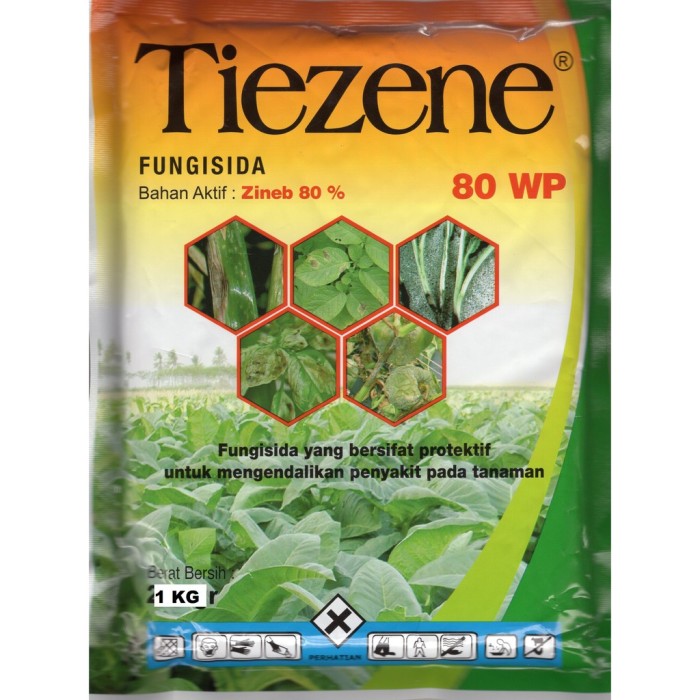 Tiezene®
FUNGISIDA
Bahan Aktif : Zineb 80 %
80 WP
Fungisida yang bersifat protektif
untuk mengendalikan penyakit pada tanaman
Berat Bersih :
1 KG
PERHATIAN